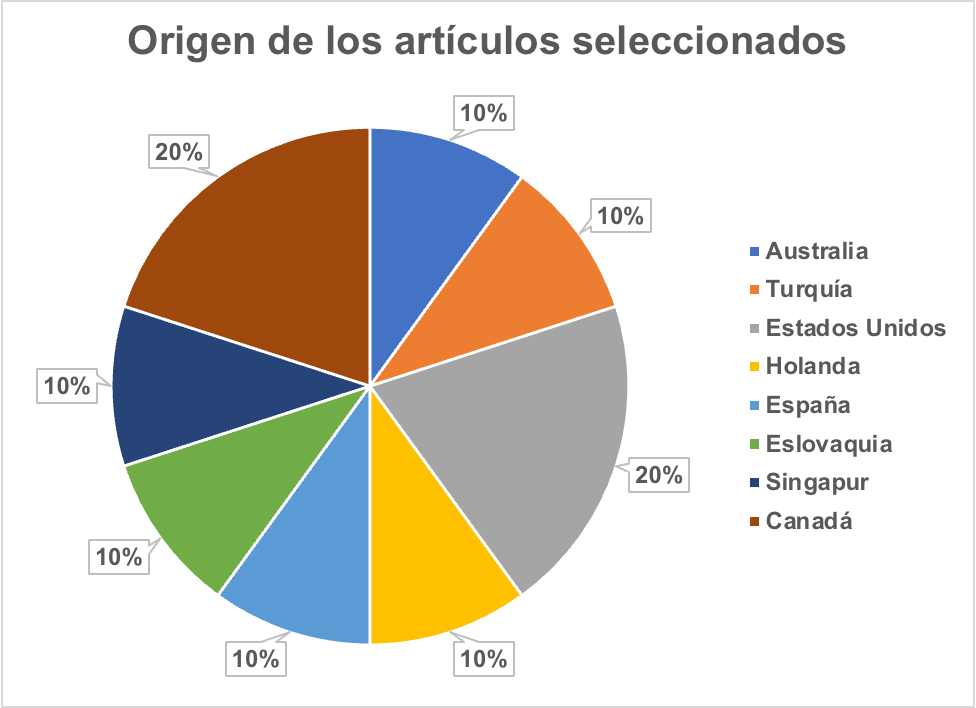 Origen de los artículos seleccionados
10%
20%
10%
10%
20%
10%
10%
10%
Australia
Turquía
Estados Unidos
Holanda
España
Eslovaquia
Singapur
Canadá